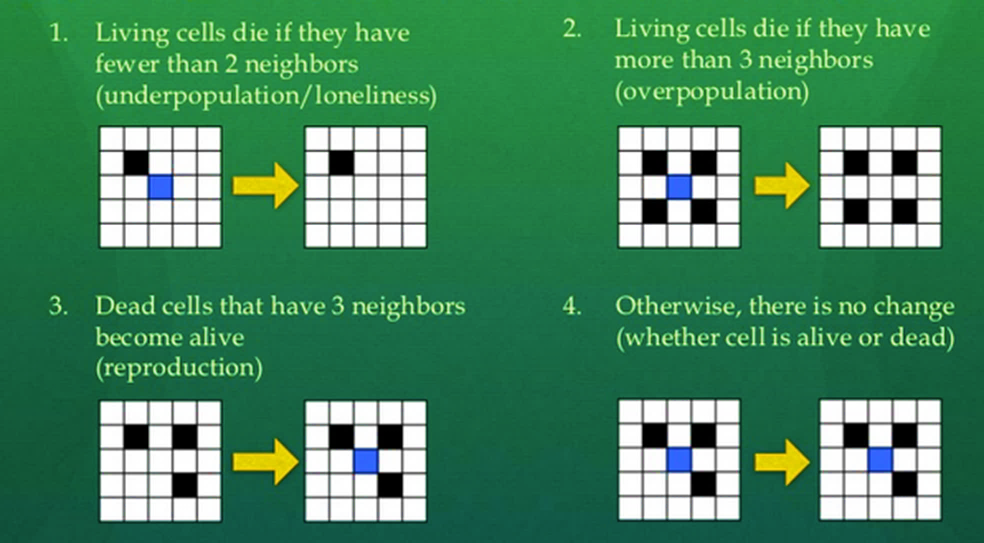 1. Living cells die if they have
fewer than 2 neighbors
(underpopulation/loneliness)
2. Living cells die if they have
more than 3 neighbors
(overpopulation)
3. Dead cells that have 3 neighbors
become alive
(reproduction)
4. Otherwise, there is no change
(whether cell is alive or dead)